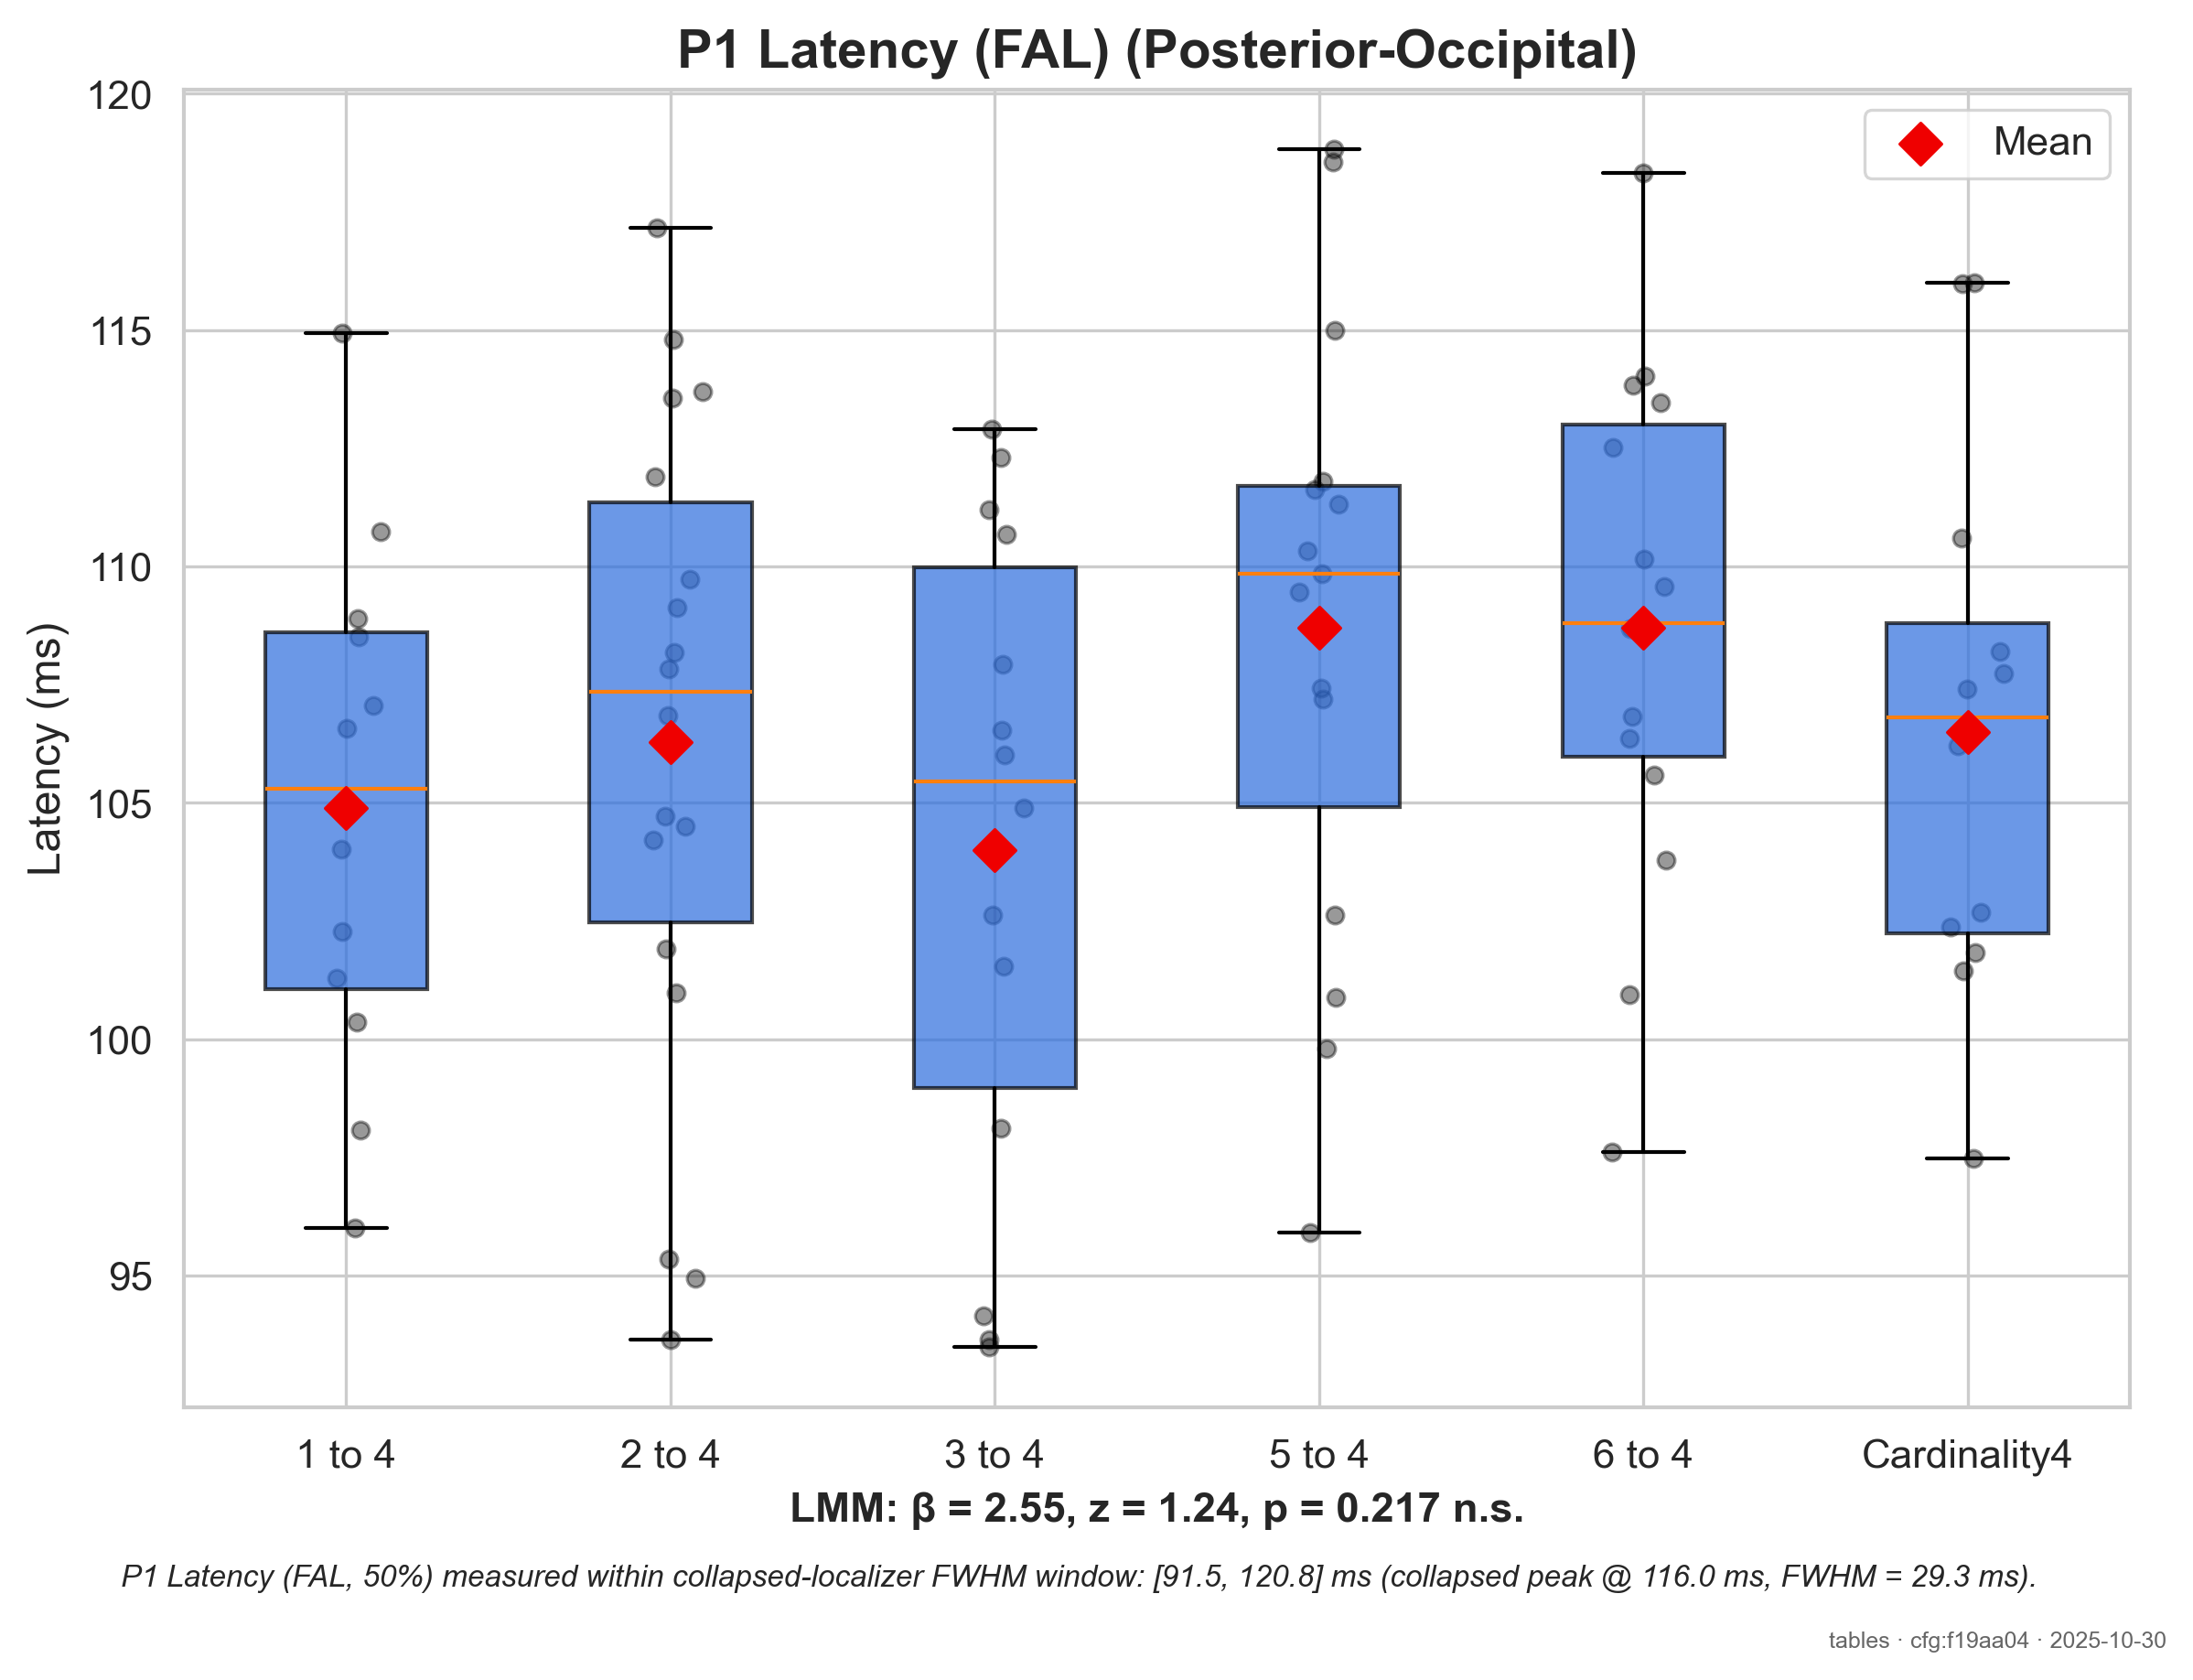 P1 Latency (FAL) (Posterior-Occipital)
Mean
Latency (ms)
120
115
110
105
100
95
1 to 4
2 to 4
3 to 4
5 to 4
6 to 4
Cardinality4
LMM: β = 2.55, z = 1.24, p = 0.217 n.s.
P1 Latency (FAL, 50%) measured within collapsed-localizer FWHM window: [91.5, 120.8] ms (collapsed peak @ 116.0 ms, FWHM = 29.3 ms).
tables · cfg:f19aa04 · 2025-10-30